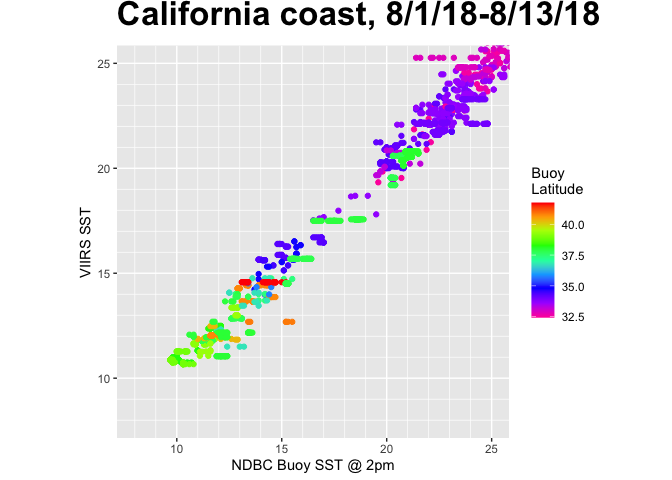 California coast, 8/1/18-8/13/18
25
20
15
10
VIIRS SST
10 15 20 25
NDBC Buoy SST @ 2pm
Buoy
Latitude
40.0
37.5
35.0
32.5